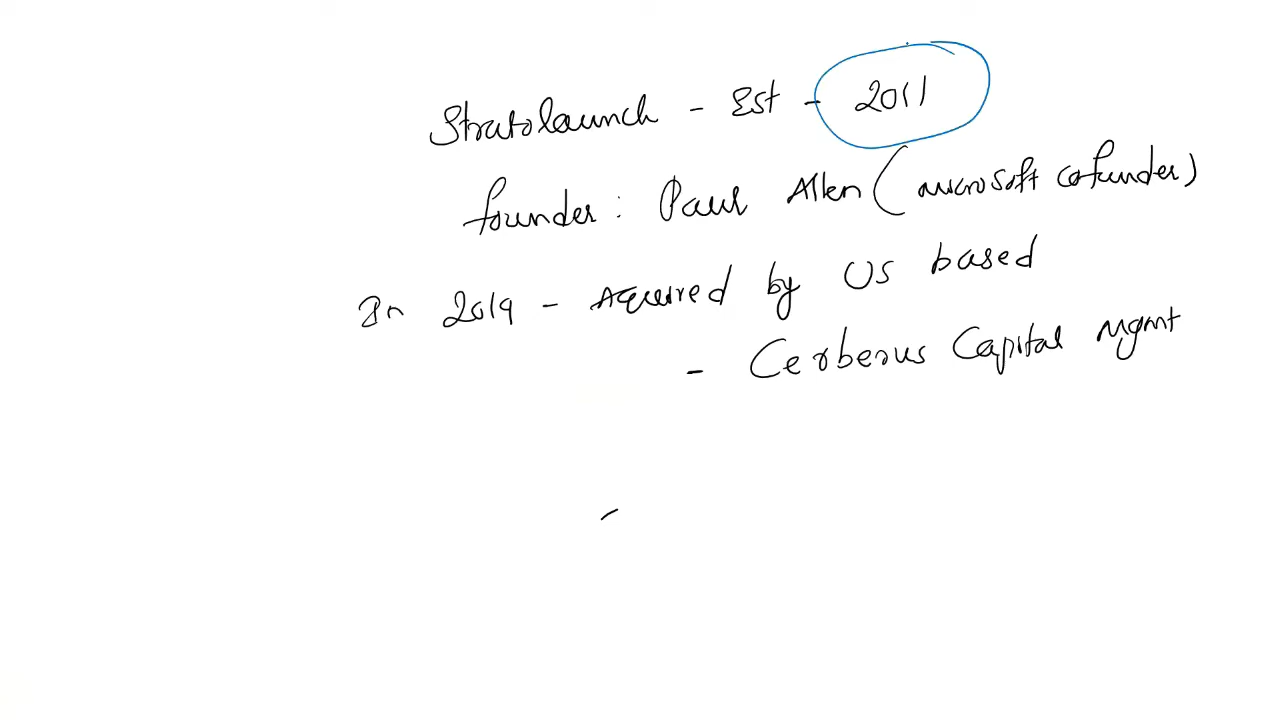 Stratolaunch - Est - 2011
founder: Paul Allen (microsoft cofunder)
In 2019 - Acquired by US based
- Cerberus Capital Mgmt